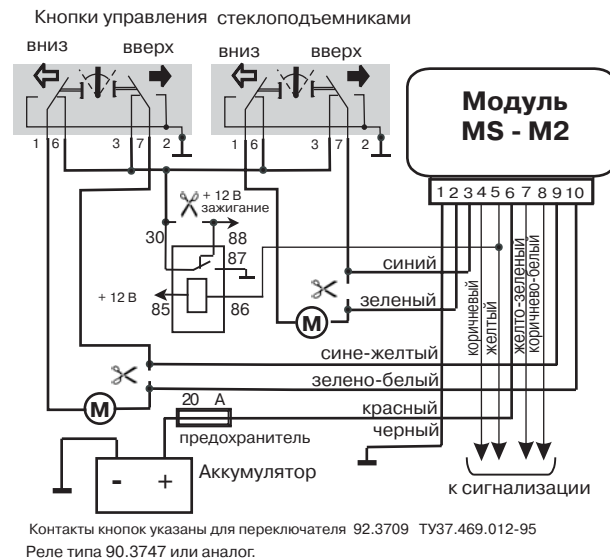 Кнопки управления стеклоподъемниками
вниз вверх вниз вверх
1 6 3 7 2 1 6 3 7 2
Модуль
MS - M2
1 2 3 4 5 6 7 8 9 10
+ 12 В
зажигание
30 88
87
+ 12 В
85 86
синий
зеленый
коричневый
желтый
желто-зеленый
коричнево-белый
М
сине-желтый
зелено-белый
М
20 А
красный
предохранитель
черный
- +
Аккумулятор
к сигнализации
Контакты кнопок указаны для переключателя 92.3709 ТУ37.469.012-95
Реле типа 90.3747 или аналог.